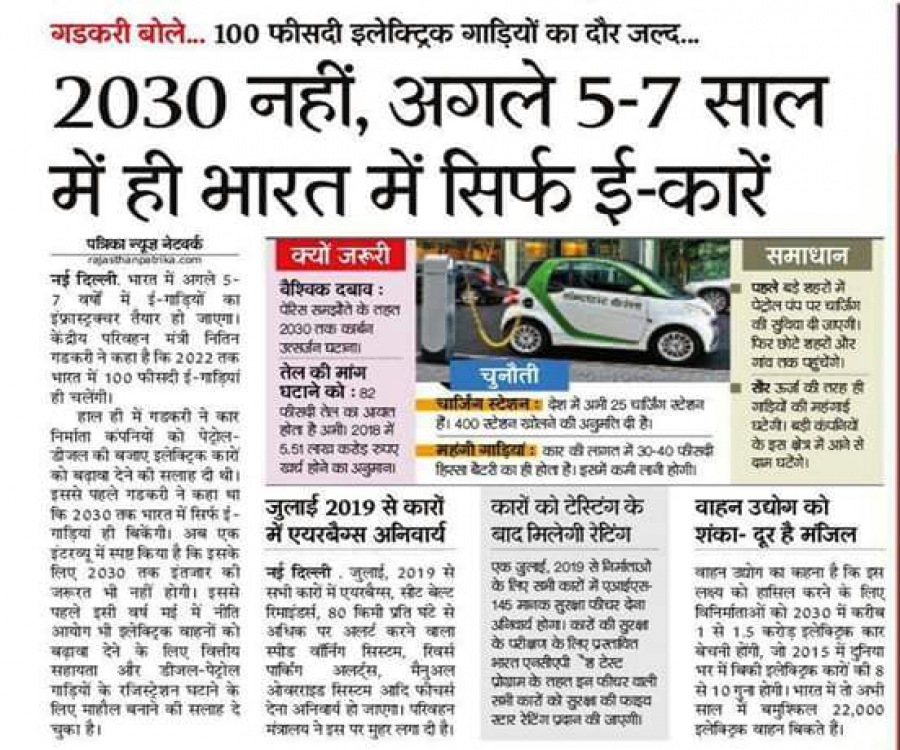 गडकरी बोले... 100 फीसदी इलेक्ट्रिक गाड़ियों का दौर जल्द...
2030 नहीं, अगले 5-7 साल
में ही भारत में सिर्फ ई-कारें
पत्रिका न्यूज़ नेटवर्क
rajasthanpatrika.com
नई दिल्ली. भारत में अगले 5-
7 वर्षों में ई-गाड़ियों का
इंफ्रास्ट्रक्चर तैयार हो जाएगा।
केंद्रीय परिवहन मंत्री नितिन
गडकरी ने कहा है कि 2022 तक
भारत में 100 फीसदी ई-गाड़ियां
ही चलेंगी।
हाल ही में गडकरी ने कार
निर्माता कंपनियों को पेट्रोल-
डीजल की बजाए इलेक्ट्रिक कारों
को बढ़ावा देने की सलाह दी थी।
इससे पहले गडकरी ने कहा था
कि 2030 तक भारत में सिर्फ ई-
गाड़ियां ही बिकेंगी। अब एक
इंटरव्यू में स्पष्ट किया है कि इसके
लिए 2030 तक इंतजार की
जरूरत भी नहीं होगी। इससे
पहले इसी वर्ष मई में नीति
आयोग भी इलेक्ट्रिक वाहनों को
बढ़ावा देने के लिए वित्तीय
सहायता और डीजल-पेट्रोल
गाड़ियों के रजिस्ट्रेशन घटाने के
लिए माहौल बनाने की सलाह दे
चुका है।
क्यों जरूरी
वैश्विक दबाव :
पेरिस समझौते के तहत
2030 तक कार्बन
उत्सर्जन घटाना।
तेल की मांग
घटाने को : 82
फीसदी तेल का आयत
होता है अभी। 2018 में
5.51 लाख करोड़ रुपए
खर्च होने का अनुमान।
चुनौती
चार्जिंग स्टेशन : देश में अभी 25 चार्जिंग स्टेशन
है। 400 स्टेशन खोलने की अनुमति दी है।
महंगी गाड़ियां : कार की लागत में 30-40 फीसदी
हिस्सा बैटरी का ही होता है। इसमें कमी लानी होगी।
समाधान
पहले बड़े शहरों में
पेट्रोल पंप पर चार्जिंग
की सुविधा दी जाएगी।
फिर छोटे शहरों और
गांव तक पहुंचेंगे।
सौर ऊर्जा की तरह ही
गाड़ियों की महंगाई
घटेगी। बड़ी कंपनियों
के इस क्षेत्र में आने से
दाम घटेंगे।
जुलाई 2019 से कारों
में एयरबैग्स अनिवार्य
नई दिल्ली . जुलाई, 2019 से
सभी कारों में एयरबैग्स, सीट बेल्ट
रिमाइंडर्स, 80 किमी प्रति घंटे से
अधिक पर अलर्ट करने वाला
स्पीड वॉर्निंग सिस्टम, रिवर्स
पार्किंग अलर्ट्स, मैनुअल
ओवरराइड सिस्टम आदि फीचर्स
देना अनिवार्य हो जाएगा। परिवहन
मंत्रालय ने इस पर मुहर लगा दी है।
कारों को टेस्टिंग के
बाद मिलेगी रेटिंग
एक जुलाई, 2019 से निर्माताओं
के लिए सभी कारों में एआईएस-
145 मानक सुरक्षा फीचर देना
अनिवार्य होगा। कारों की सुरक्षा
के परीक्षण के लिए प्रस्तावित
भारत एनसीएपी टेस्ट
प्रोग्राम के तहत इन फीचर वाली
सभी कारों को सुरक्षा की फाइव
स्टार रेटिंग प्रदान की जाएगी।
वाहन उद्योग को
शंका- दूर है मंजिल
वाहन उद्योग का कहना है कि इस
लक्ष्य को हासिल करने के लिए
विनिर्माताओं को 2030 में करीब
1 से 1.5 करोड़ इलेक्ट्रिक कार
बेचनी होंगी, जो 2015 में दुनिया
भर में बिकी इलेक्ट्रिक कारों की 8
से 10 गुना होगी। भारत में तो अभी
साल में बमुश्किल 22,000
इलेक्ट्रिक वाहन बिकते हैं।